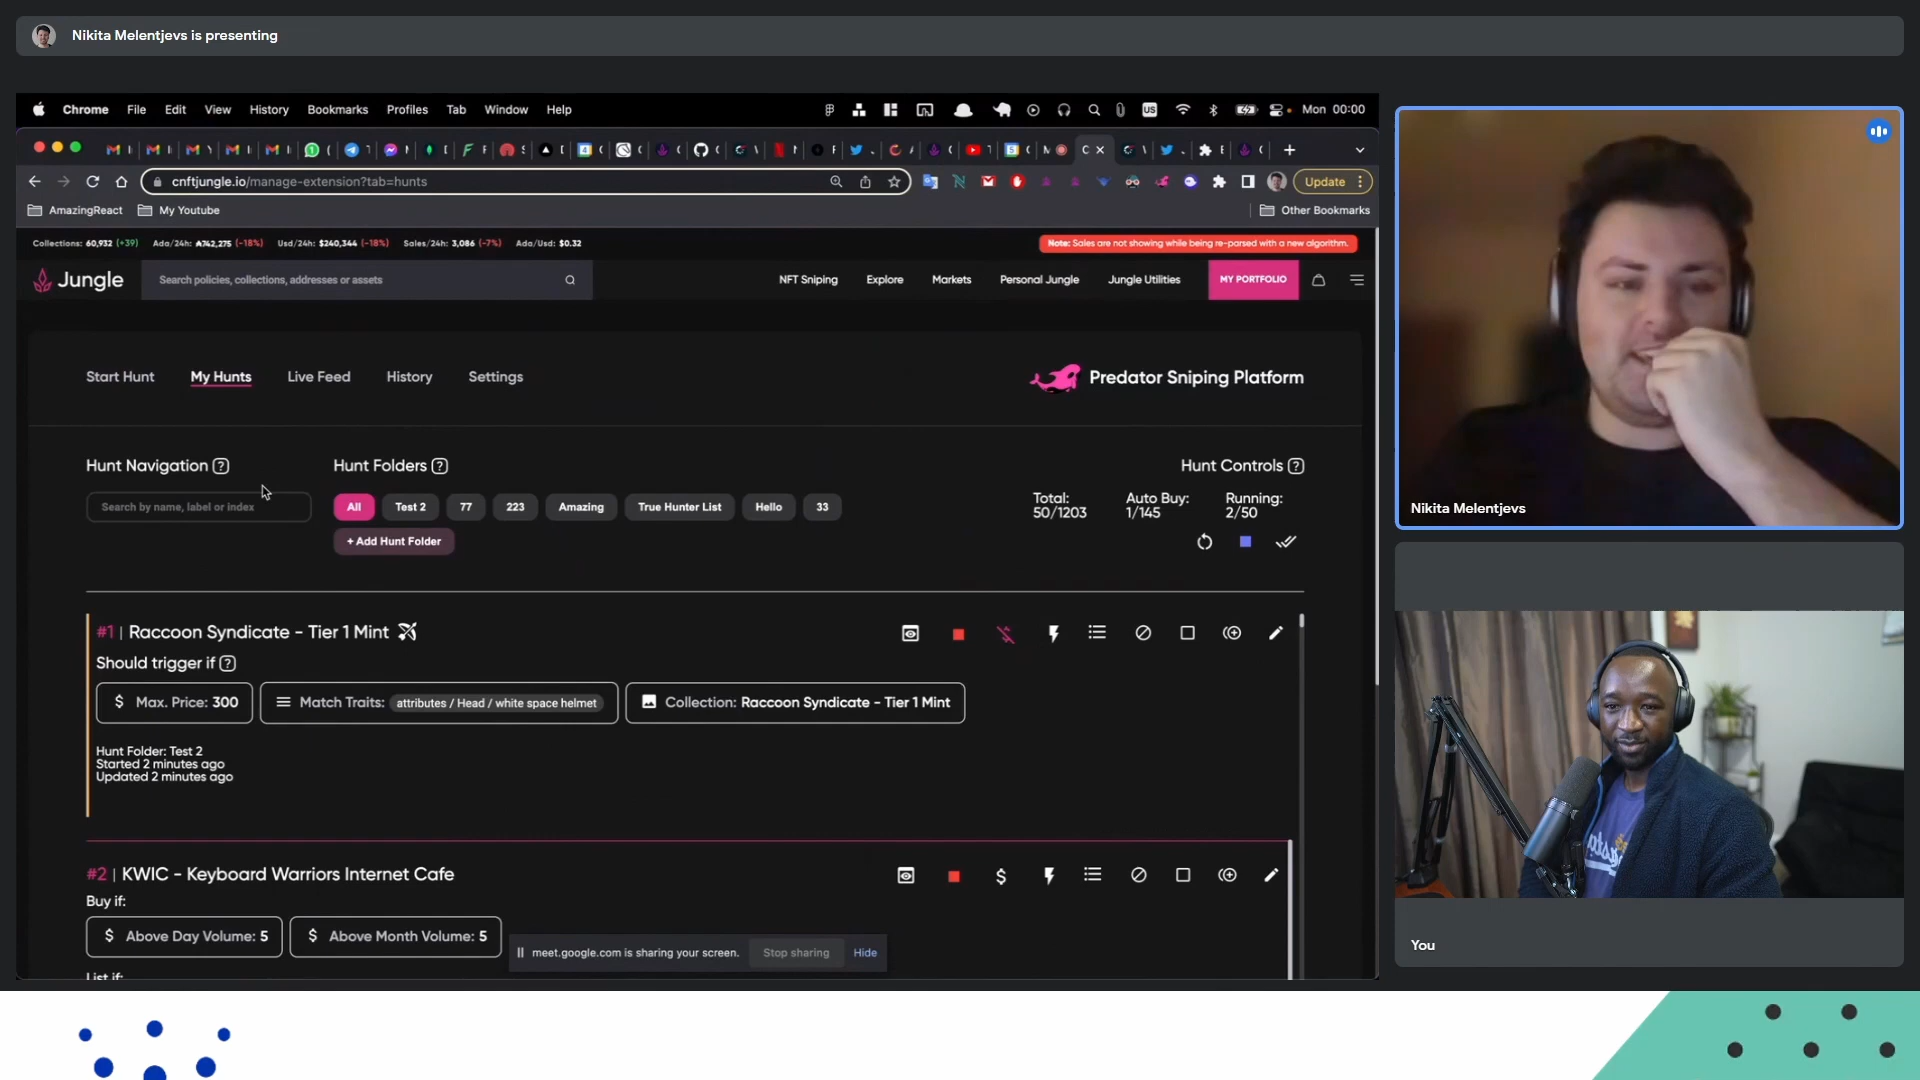 Nikita Melentjevs is presenting
Chrome File Edit View History Bookmarks Profiles Tab Window Help
US Mon 00:00
cnftjungle.io/manage-extension?tab=hunts
Update
AmazingReact My Youtube Other Bookmarks
Collections: 60,932 (+39) Ada/24h: ₳742,275 (-18%) Usd/24h: $240,344 (-18%) Sales/24h: 3,086 (-7%) Ada/Usd: $0.32
Note: Sales are not showing while being re-parsed with a new algorithm.
Jungle Search policies, collections, addresses or assets NFT Sniping Explore Markets Personal Jungle Jungle Utilities MY PORTFOLIO
Start Hunt My Hunts Live Feed History Settings Predator Sniping Platform
Hunt Navigation ? Hunt Folders ? Hunt Controls ?
Search by name, label or index
All Test 2 77 223 Amazing True Hunter List Hello 33
+ Add Hunt Folder
Total: Auto Buy: Running:
50/1203 1/145 2/50
#1 | Raccoon Syndicate - Tier 1 Mint
Should trigger if ?
$ Max. Price: 300 Match Traits: attributes / Head / white space helmet Collection: Raccoon Syndicate - Tier 1 Mint
Hunt Folder: Test 2
Started 2 minutes ago
Updated 2 minutes ago
#2 | KWIC - Keyboard Warriors Internet Cafe
$
Buy if:
$ Above Day Volume: 5 $ Above Month Volume: 5
List if:
meet.google.com is sharing your screen. Stop sharing Hide
Nikita Melentjevs
You